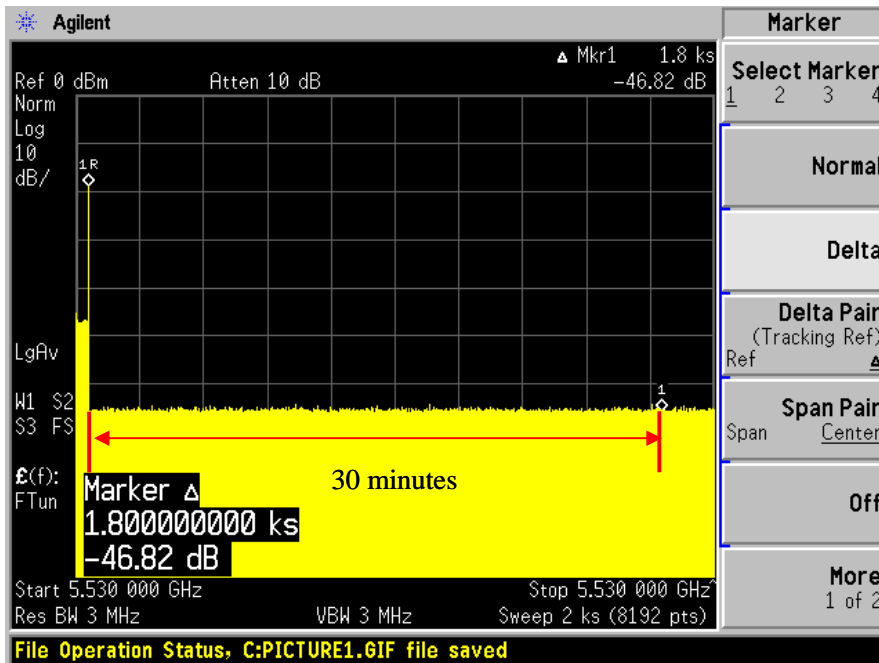 Agilent
Marker
Δ Mkr1 1.8 ks
Ref 0 dBm Atten 10 dB -46.82 dB
Norm
Log
10
dB/
1R
LgAv
1
W1 S2
S3 FS
£(f):
FTun
30 minutes
Marker Δ
1.800000000 ks
-46.82 dB
Start 5.530 000 GHz Stop 5.530 000 GHz^
Res BW 3 MHz VBW 3 MHz Sweep 2 ks (8192 pts)
File Operation Status, C:PICTURE1.GIF file saved
Select Marker
1 2 3 4
Normal
Delta
Delta Pair
(Tracking Ref)
Ref Δ
Span Pair
Span Center
Off
More
1 of 2